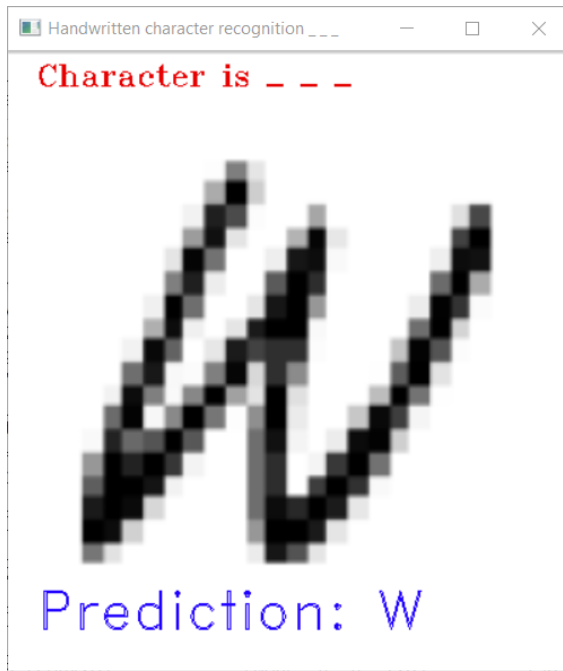 Handwritten character recognition _ _ _
Character is _ _ _
W
Prediction: W